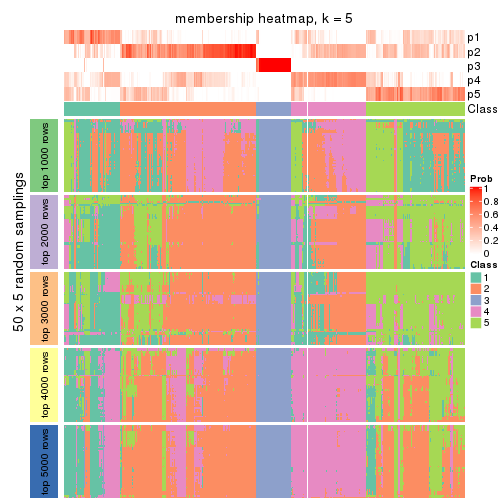 membership heatmap, k = 5
p1
p2
p3
p4
p5
Class
50 x 5 random samplings
top 1000 rows
top 2000 rows
top 3000 rows
top 4000 rows
top 5000 rows
Prob
1
0.8
0.6
0.4
0.2
0
Class
1
2
3
4
5